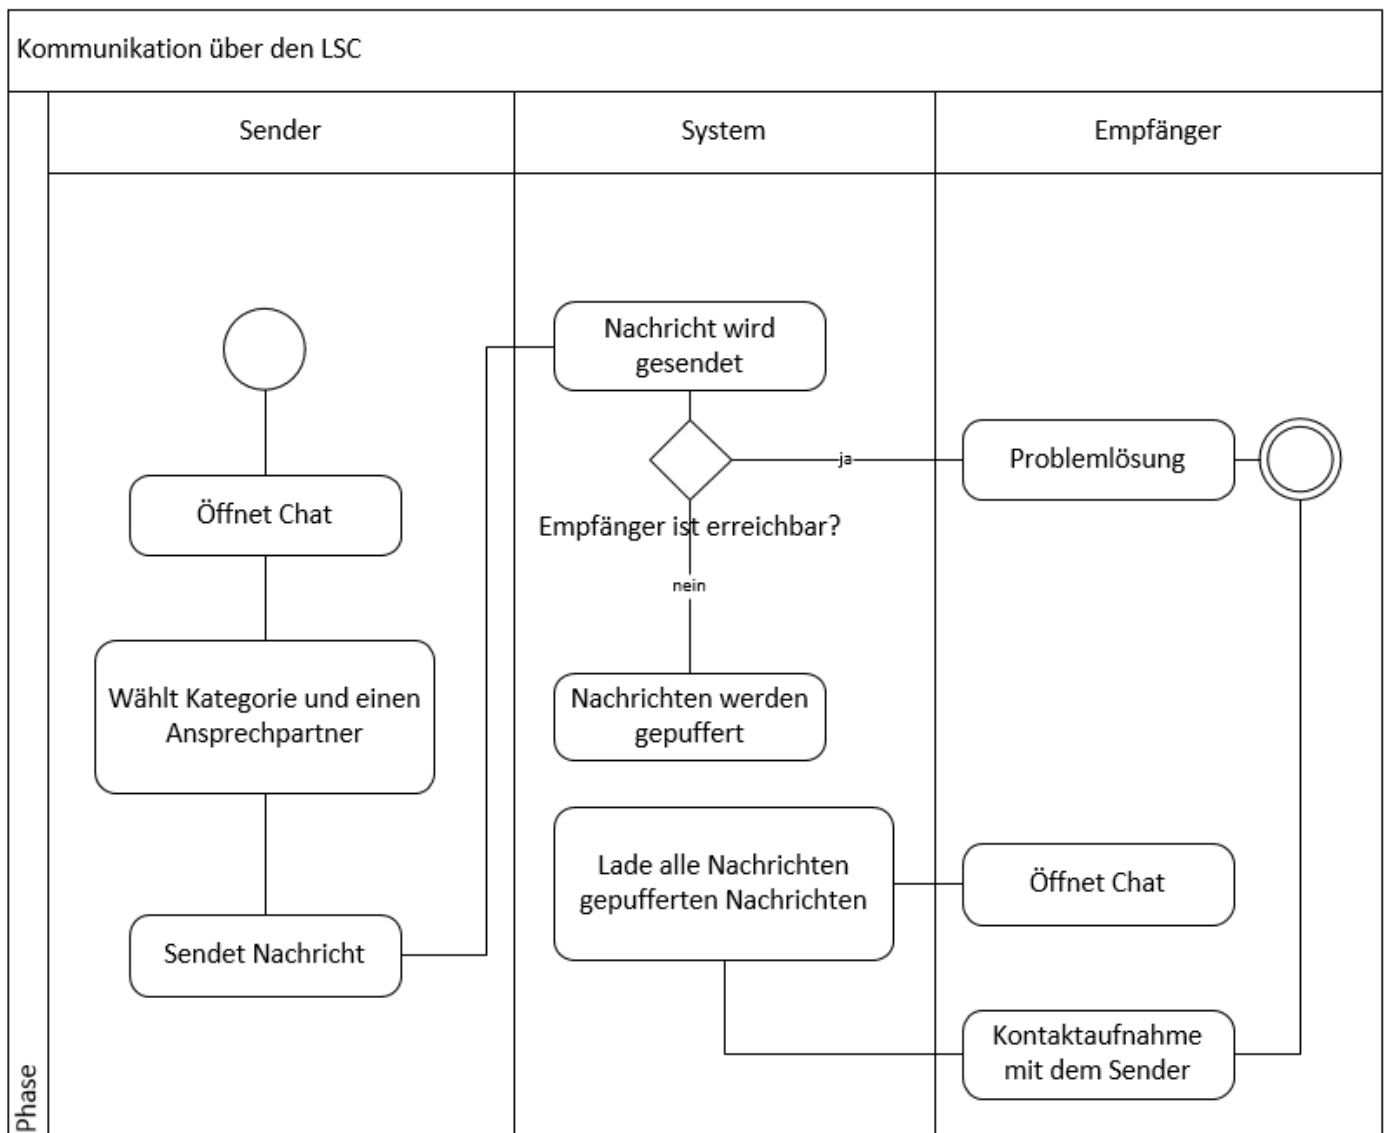 Kommunikation über den LSC
Sender
System
Empfänger
Nachricht wird
gesendet
ja
Problemlösung
Öffnet Chat
Empfänger ist erreichbar?
nein
Wählt Kategorie und einen
Ansprechpartner
Nachrichten werden
gepuffert
Lade alle Nachrichten
gepufferten Nachrichten
Öffnet Chat
Sendet Nachricht
Kontaktaufnahme
mit dem Sender
Phase